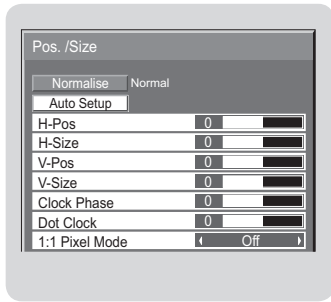 Pos. /Size
Normalise Normal
Auto Setup
H-Pos 0
H-Size 0
V-Pos 0
V-Size 0
Clock Phase 0
Dot Clock 0
1:1 Pixel Mode Off